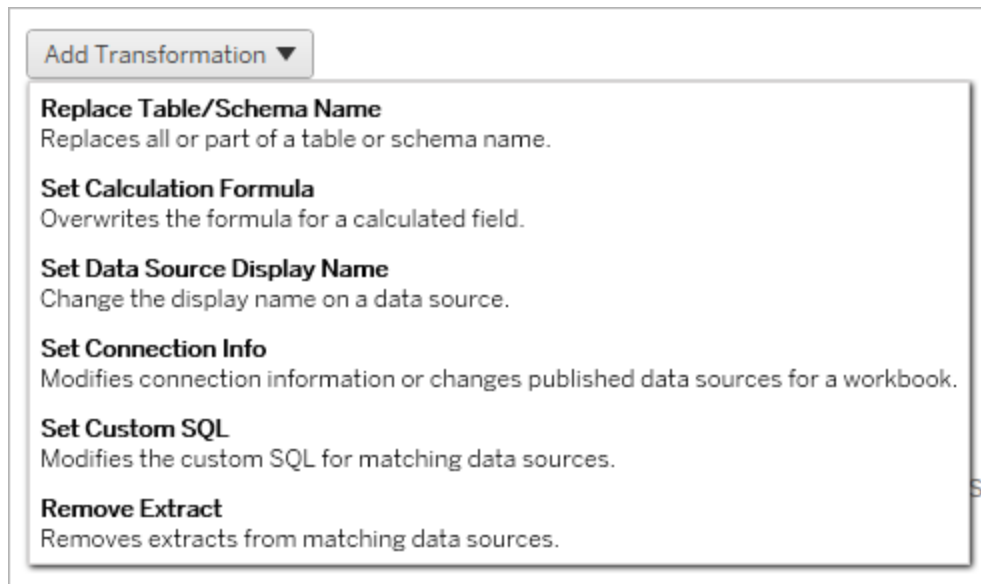 Add Transformation ▼
Replace Table/Schema Name
Replaces all or part of a table or schema name.
Set Calculation Formula
Overwrites the formula for a calculated field.
Set Data Source Display Name
Change the display name on a data source.
Set Connection Info
Modifies connection information or changes published data sources for a workbook.
Set Custom SQL
Modifies the custom SQL for matching data sources.
Remove Extract
Removes extracts from matching data sources.